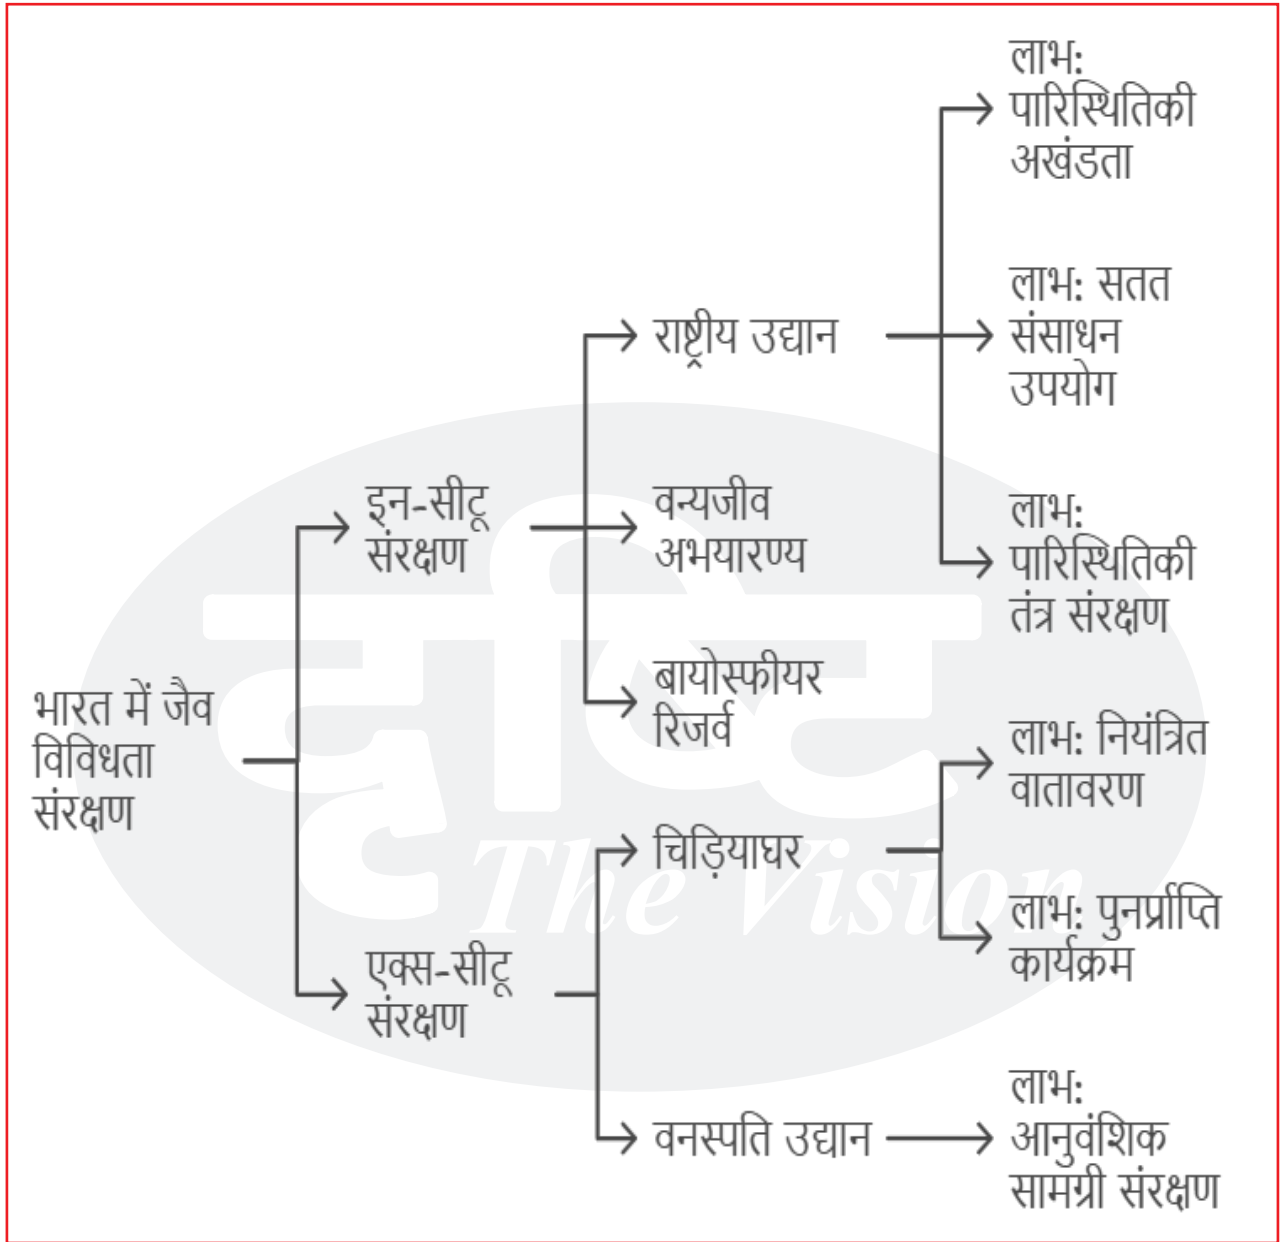 लाभ:
पारिस्थितिकी
अखंडता
लाभ: सतत
संसाधन
उपयोग
राष्ट्रीय उद्यान
लाभ:
पारिस्थितिकी
तंत्र संरक्षण
इन-सीटू
संरक्षण
वन्यजीव
अभयारण्य
बायोस्फीयर
रिजर्व
भारत में जैव
विविधता
संरक्षण
लाभ: नियंत्रित
वातावरण
चिड़ियाघर
लाभ: पुनर्प्राप्ति
कार्यक्रम
एक्स-सीटू
संरक्षण
वनस्पति उद्यान
लाभ:
आनुवंशिक
सामग्री संरक्षण
दृष्टि
The Vision